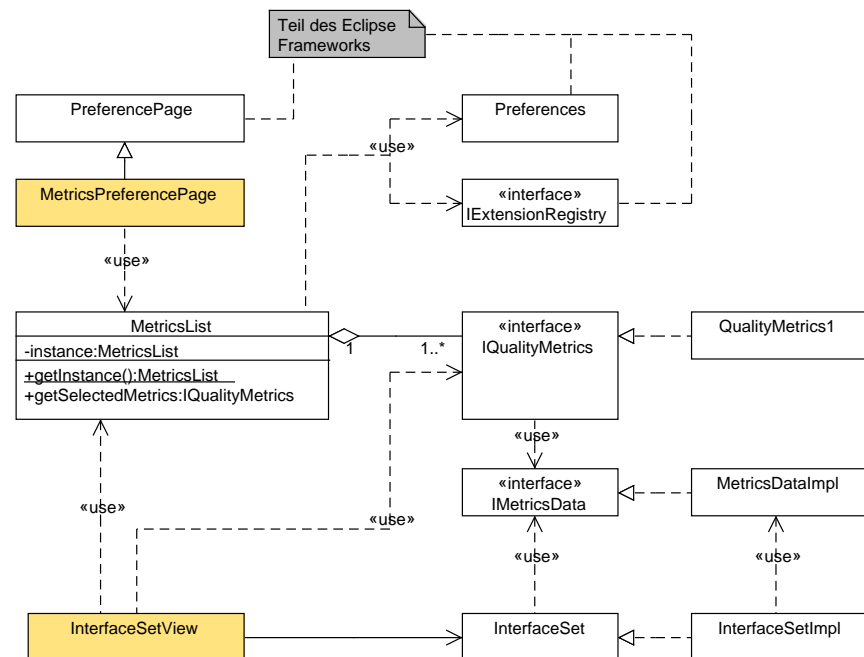 Teil des Eclipse
Frameworks
PreferencePage
Preferences
«use»
MetricsPreferencePage
«interface»
IExtensionRegistry
«use»
MetricsList
-instance:MetricsList
+getInstance():MetricsList
+getSelectedMetrics:IQualityMetrics
1
1..*
«interface»
IQualityMetrics
QualityMetrics1
«use»
«interface»
IMetricsData
MetricsDataImpl
«use»
«use»
«use»
«use»
InterfaceSetView
InterfaceSet
InterfaceSetImpl